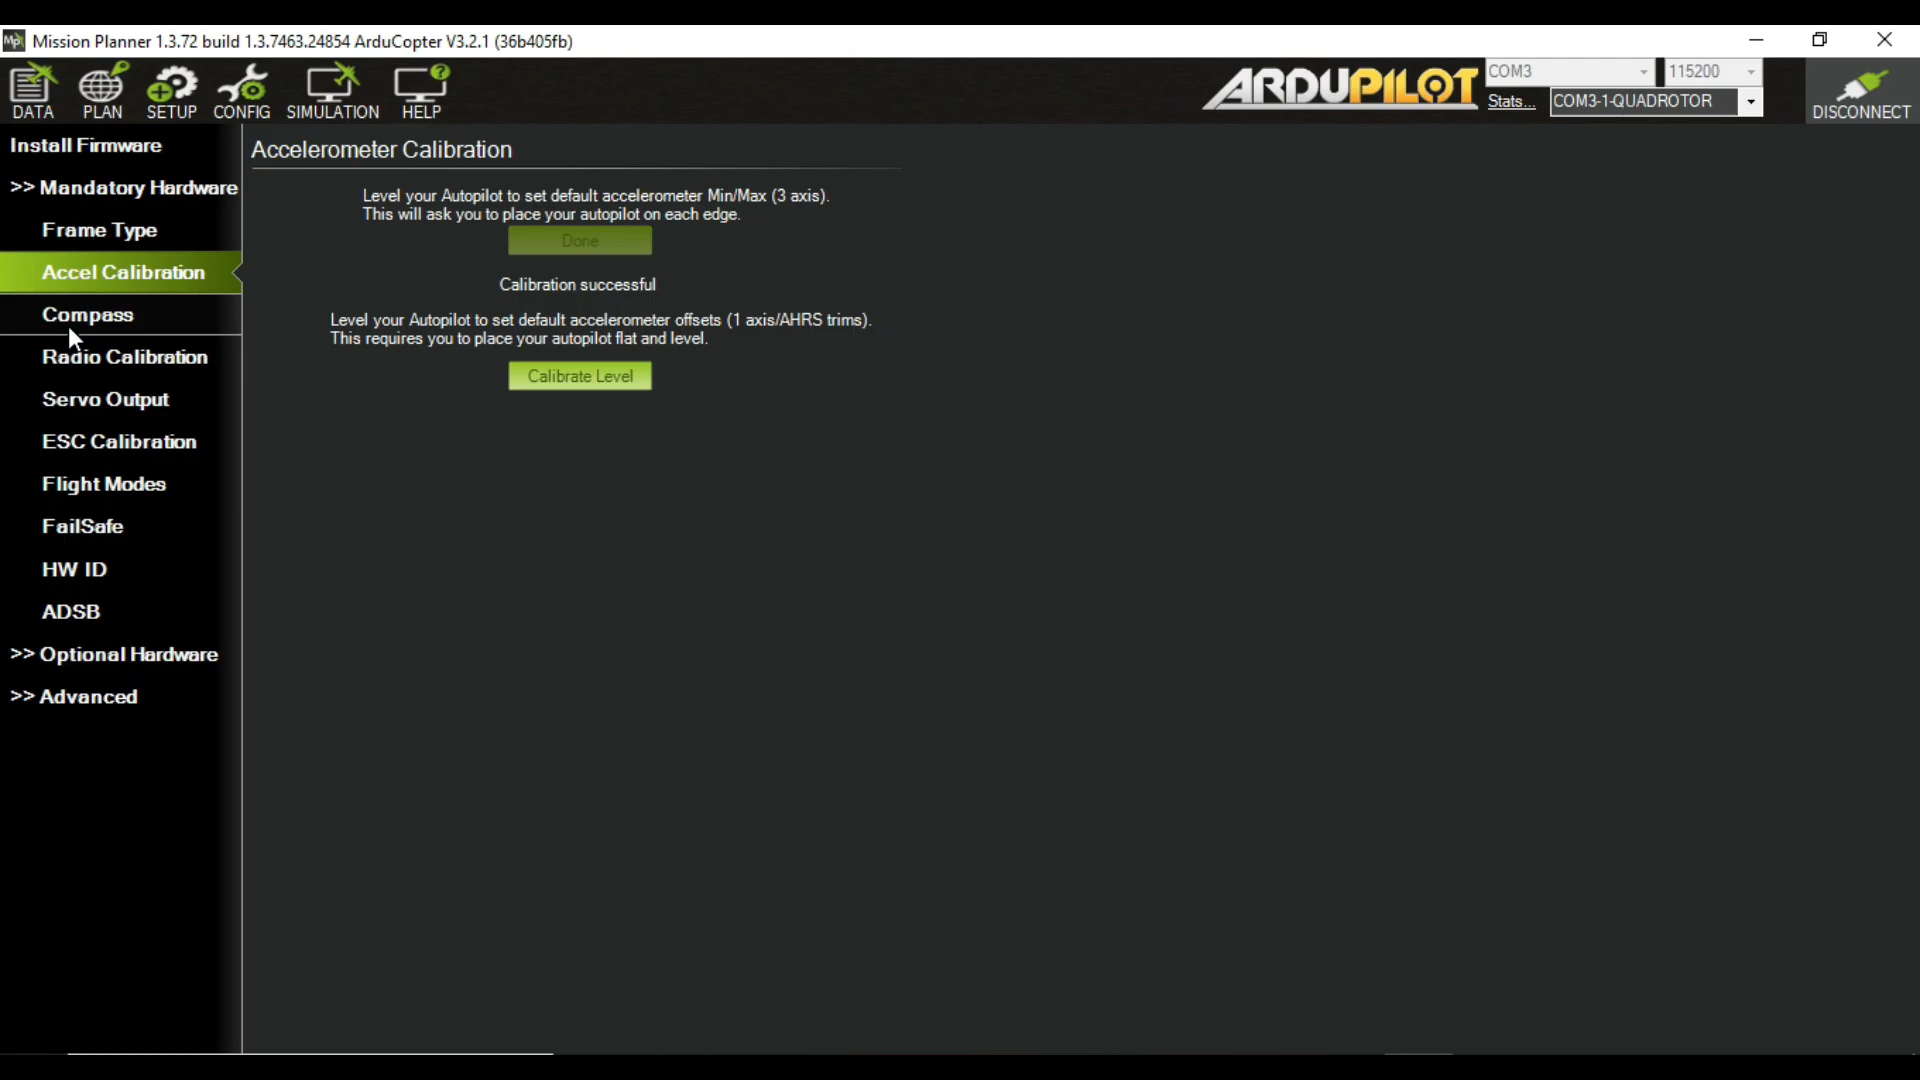 Mission Planner 1.3.72 build 1.3.7463.24854 ArduCopter V3.2.1 (36b405fb)
DATA PLAN SETUP CONFIG SIMULATION HELP
ARDUPILOT
COM3 115200
Stats... COM3-1-QUADROTOR
DISCONNECT
Install Firmware
>> Mandatory Hardware
Frame Type
Accel Calibration
Compass
Radio Calibration
Servo Output
ESC Calibration
Flight Modes
FailSafe
HW ID
ADSB
>> Optional Hardware
>> Advanced
Accelerometer Calibration
Level your Autopilot to set default accelerometer Min/Max (3 axis).
This will ask you to place your autopilot on each edge.
Done
Calibration successful
Level your Autopilot to set default accelerometer offsets (1 axis/AHRS trims).
This requires you to place your autopilot flat and level.
Calibrate Level